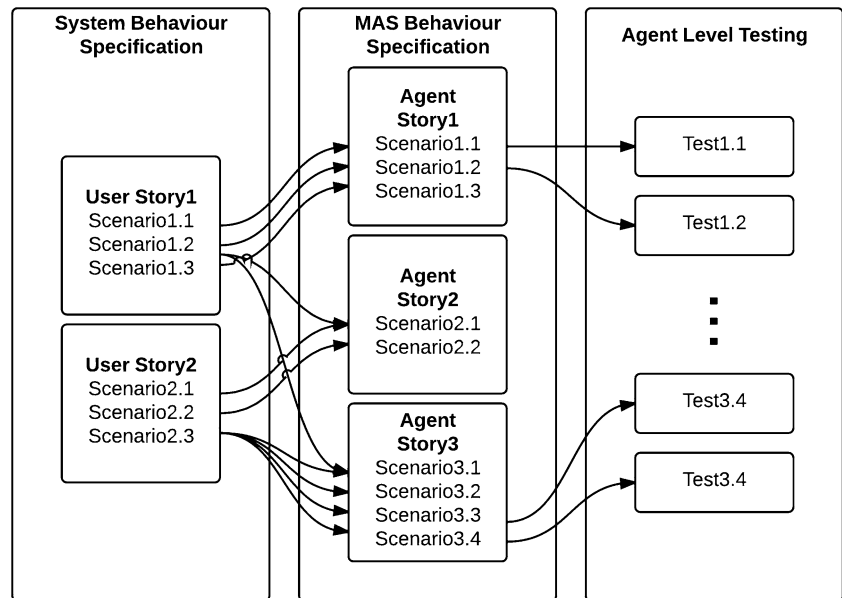 System Behaviour
Specification
User Story1
Scenario1.1
Scenario1.2
Scenario1.3
User Story2
Scenario2.1
Scenario2.2
Scenario2.3
MAS Behaviour
Specification
Agent
Story1
Scenario1.1
Scenario1.2
Scenario1.3
Agent
Story2
Scenario2.1
Scenario2.2
Agent
Story3
Scenario3.1
Scenario3.2
Scenario3.3
Scenario3.4
Agent Level Testing
Test1.1
Test1.2
Test3.4
Test3.4